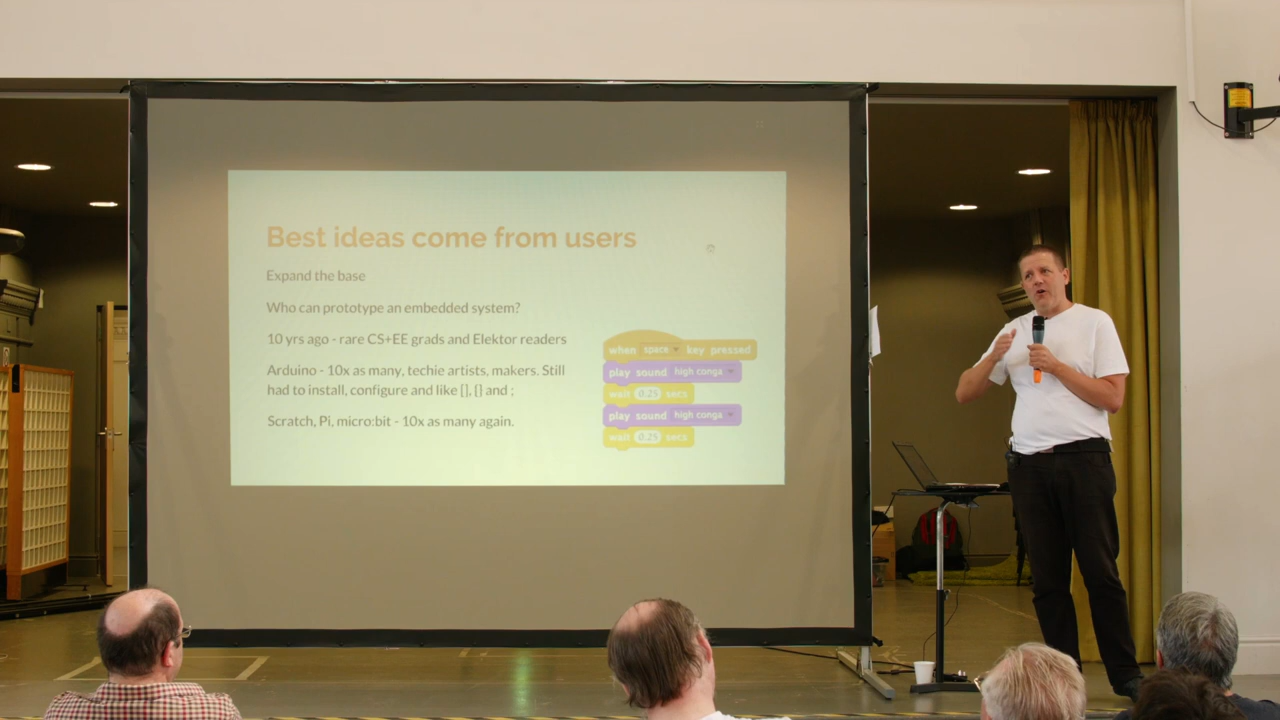 Best ideas come from users
Expand the base
Who can prototype an embedded system?
10 yrs ago - rare CS+EE grads and Elektor readers
Arduino - 10x as many, techie artists, makers. Still
had to install, configure and like [], {} and ;
Scratch, Pi, micro:bit - 10x as many again.
when space key pressed
play sound high conga
wait 0.25 secs
play sound high conga
wait 0.25 secs